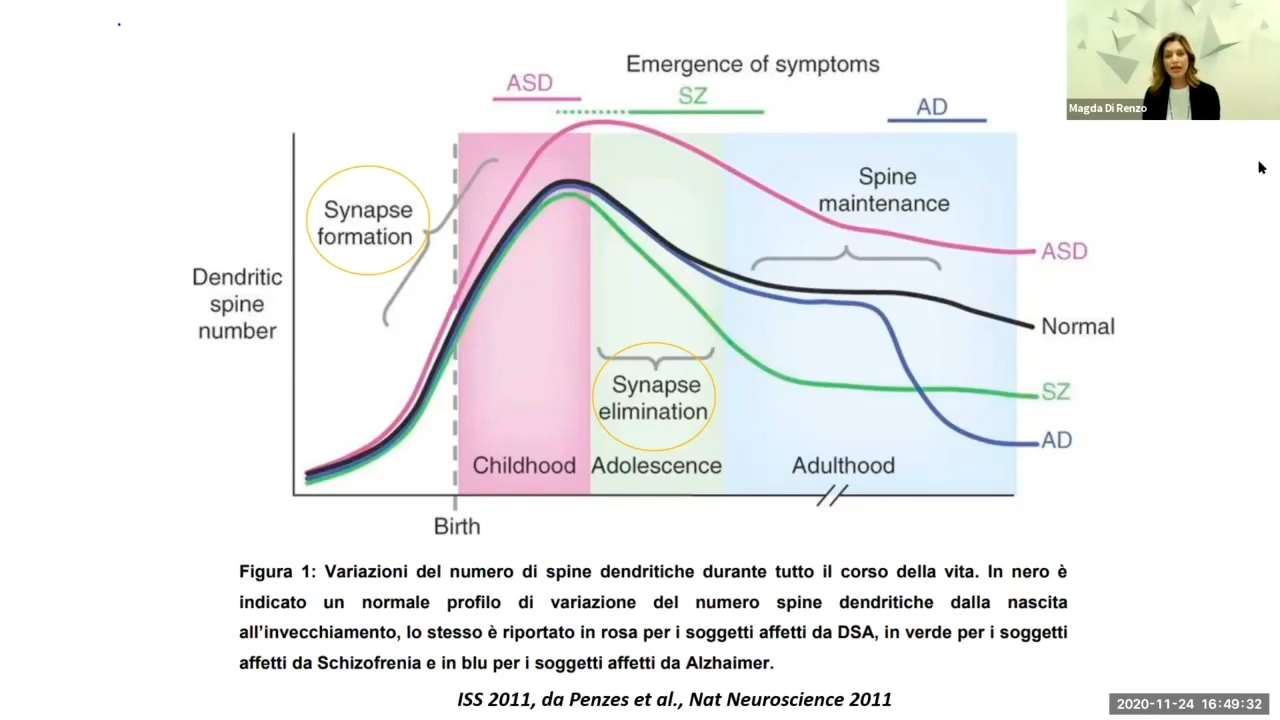 Emergence of symptoms
ASD
SZ
AD
Magda Di Renzo
Synapse
formation
Spine
maintenance
Dendritic
spine
number
ASD
Normal
SZ
AD
Synapse
elimination
Childhood
Adolescence
Adulthood
Birth
Figura 1: Variazioni del numero di spine dendritiche durante tutto il corso della vita. In nero è
indicato un normale profilo di variazione del numero spine dendritiche dalla nascita
all'invecchiamento, lo stesso è riportato in rosa per i soggetti affetti da DSA, in verde per i soggetti
affetti da Schizofrenia e in blu per i soggetti affetti da Alzhaimer.
ISS 2011, da Penzes et al., Nat Neuroscience 2011
2020-11-24 16:49:32